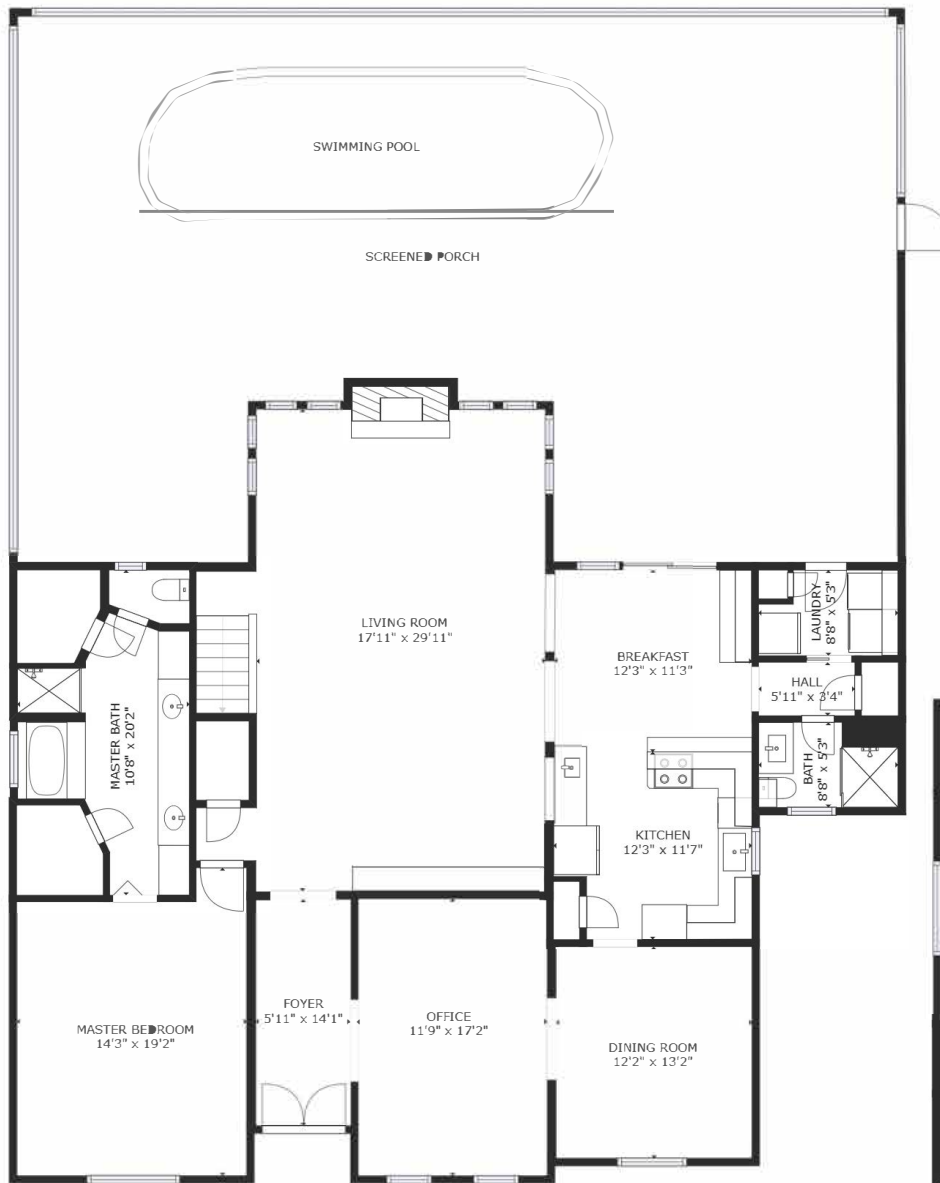 SWIMMING POOL
SCREENED PORCH
LIVING ROOM
17'11" x 29'11"
BREAKFAST
12'3" x 11'3"
LAUNDRY
8'8" x 5'3"
HALL
5'11" x 3'4"
MASTER BATH
10'8" x 20'2"
BATH
8'8" x 5'3"
KITCHEN
12'3" x 11'7"
MASTER BEDROOM
14'3" x 19'2"
FOYER
5'11" x 14'1"
OFFICE
11'9" x 17'2"
DINING ROOM
12'2" x 13'2"